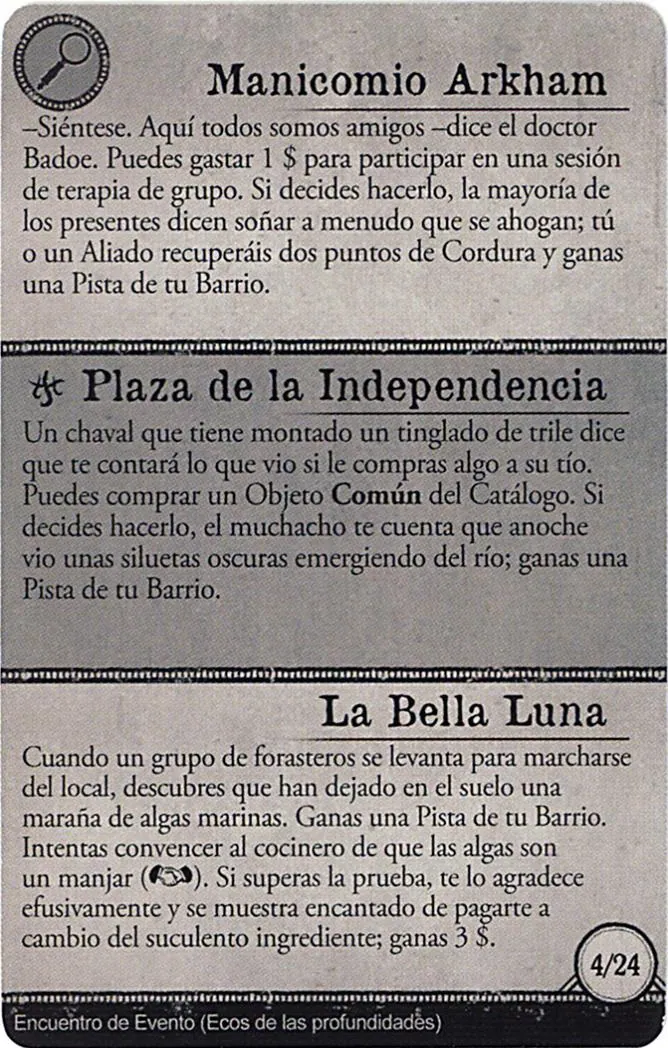 Manicomio Arkham
–Siéntese. Aquí todos somos amigos –dice el doctor
Badoe. Puedes gastar 1 $ para participar en una sesión
de terapia de grupo. Si decides hacerlo, la mayoría de
los presentes dicen soñar a menudo que se ahogan; tú
o un Aliado recuperáis dos puntos de Cordura y ganas
una Pista de tu Barrio.
Plaza de la Independencia
Un chaval que tiene montado un tinglado de trile dice
que te contará lo que vio si le compras algo a su tío.
Puedes comprar un Objeto Común del Catálogo. Si
decides hacerlo, el muchacho te cuenta que anoche
vio unas siluetas oscuras emergiendo del río; ganas una
Pista de tu Barrio.
La Bella Luna
Cuando un grupo de forasteros se levanta para marcharse
del local, descubres que han dejado en el suelo una
maraña de algas marinas. Ganas una Pista de tu Barrio.
Intentas convencer al cocinero de que las algas son
un manjar (). Si superas la prueba, te lo agradece
efusivamente y se muestra encantado de pagarte a
cambio del suculento ingrediente; ganas 3 $.
4/24
Encuentro de Evento (Ecos de las profundidades)